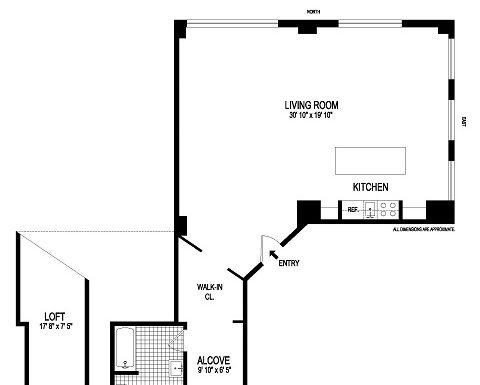 NORTH
LIVING ROOM
30' 10" x 19' 10"
EAST
KITCHEN
REF.
ALL DIMENSIONS ARE APPROXIMATE.
ENTRY
WALK-IN
CL.
LOFT
17' 8" x 7' 5"
ALCOVE
9' 10" x 6' 5"